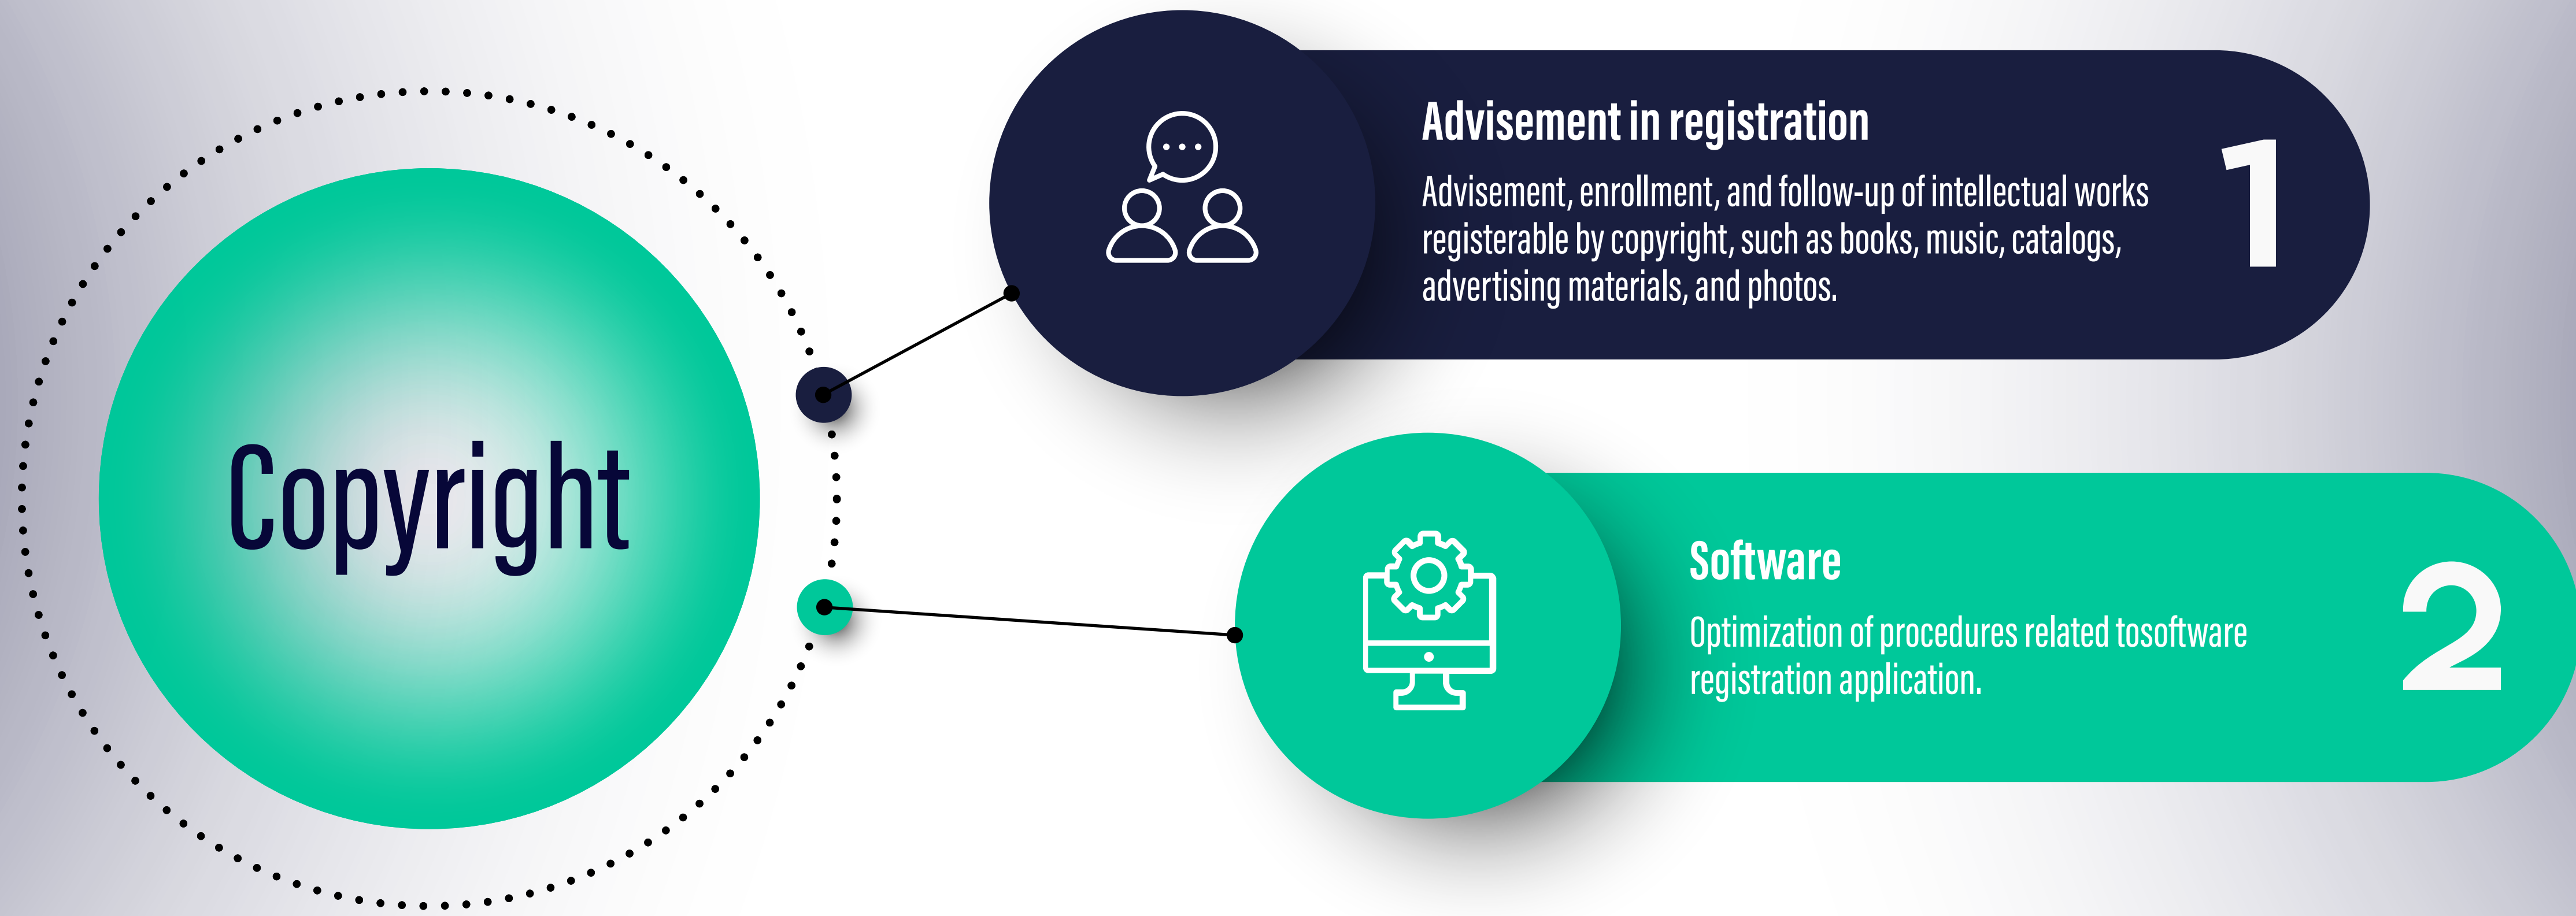 Copyright
Advisement in registration
Advisement, enrollment, and follow-up of intellectual works
registerable by copyright, such as books, music, catalogs,
advertising materials, and photos.
1
Software
Optimization of procedures related tosoftware
registration application.
2